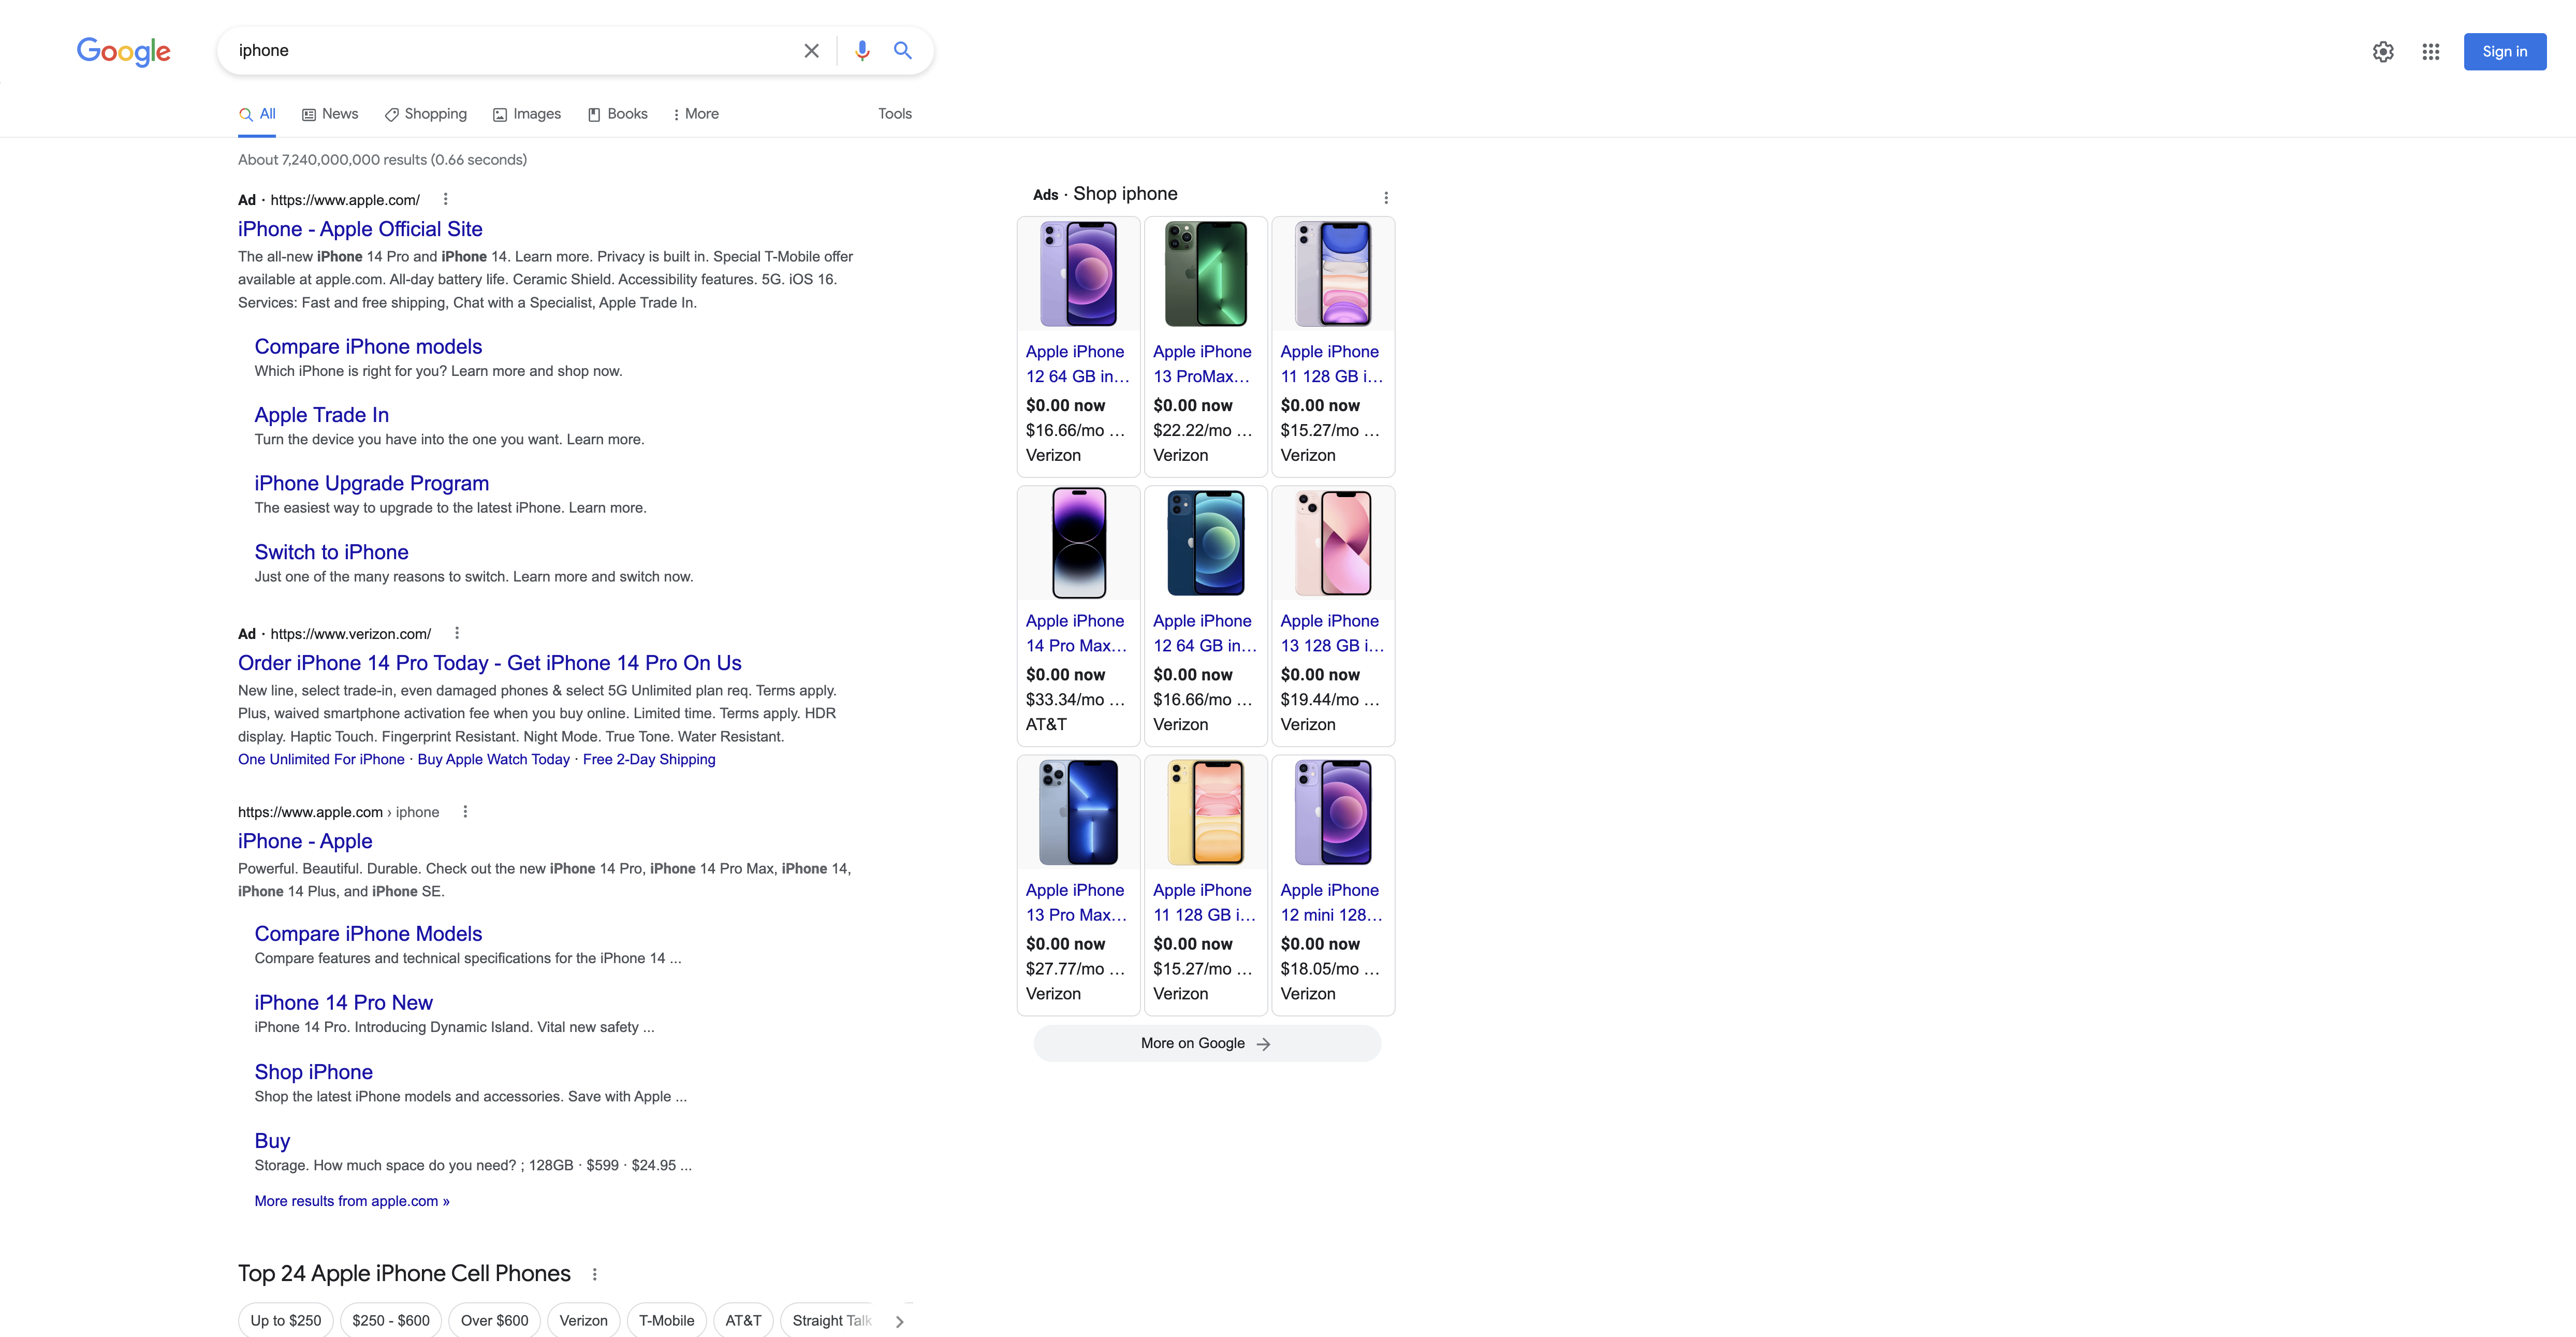 Google
iphone
Sign in
All
News
Shopping
Images
Books
More
Tools
About 7,240,000,000 results (0.66 seconds)
Ad · https://www.apple.com/
iPhone - Apple Official Site
The all-new iPhone 14 Pro and iPhone 14. Learn more. Privacy is built in. Special T-Mobile offer
available at apple.com. All-day battery life. Ceramic Shield. Accessibility features. 5G. iOS 16.
Services: Fast and free shipping, Chat with a Specialist, Apple Trade In.
Compare iPhone models
Which iPhone is right for you? Learn more and shop now.
Apple Trade In
Turn the device you have into the one you want. Learn more.
iPhone Upgrade Program
The easiest way to upgrade to the latest iPhone. Learn more.
Switch to iPhone
Just one of the many reasons to switch. Learn more and switch now.
Ad · https://www.verizon.com/
Order iPhone 14 Pro Today - Get iPhone 14 Pro On Us
New line, select trade-in, even damaged phones & select 5G Unlimited plan req. Terms apply.
Plus, waived smartphone activation fee when you buy online. Limited time. Terms apply. HDR
display. Haptic Touch. Fingerprint Resistant. Night Mode. True Tone. Water Resistant.
One Unlimited For iPhone · Buy Apple Watch Today · Free 2-Day Shipping
https://www.apple.com › iphone
iPhone - Apple
Powerful. Beautiful. Durable. Check out the new iPhone 14 Pro, iPhone 14 Pro Max, iPhone 14,
iPhone 14 Plus, and iPhone SE.
Compare iPhone Models
Compare features and technical specifications for the iPhone 14 ...
iPhone 14 Pro New
iPhone 14 Pro. Introducing Dynamic Island. Vital new safety ...
Shop iPhone
Shop the latest iPhone models and accessories. Save with Apple ...
Buy
Storage. How much space do you need? ; 128GB · $599 · $24.95 ...
More results from apple.com »
Top 24 Apple iPhone Cell Phones
Up to $250
$250 - $600
Over $600
Verizon
T-Mobile
AT&T
Straight Talk
Ads · Shop iphone
Apple iPhone
12 64 GB in...
$0.00 now
$16.66/mo ...
Verizon
Apple iPhone
13 ProMax...
$0.00 now
$22.22/mo ...
Verizon
Apple iPhone
11 128 GB i...
$0.00 now
$15.27/mo ...
Verizon
Apple iPhone
14 Pro Max...
$0.00 now
$33.34/mo ...
AT&T
Apple iPhone
12 64 GB in...
$0.00 now
$16.66/mo ...
Verizon
Apple iPhone
13 128 GB i...
$0.00 now
$19.44/mo ...
Verizon
Apple iPhone
13 Pro Max...
$0.00 now
$27.77/mo ...
Verizon
Apple iPhone
11 128 GB i...
$0.00 now
$15.27/mo ...
Verizon
Apple iPhone
12 mini 128...
$0.00 now
$18.05/mo ...
Verizon
More on Google